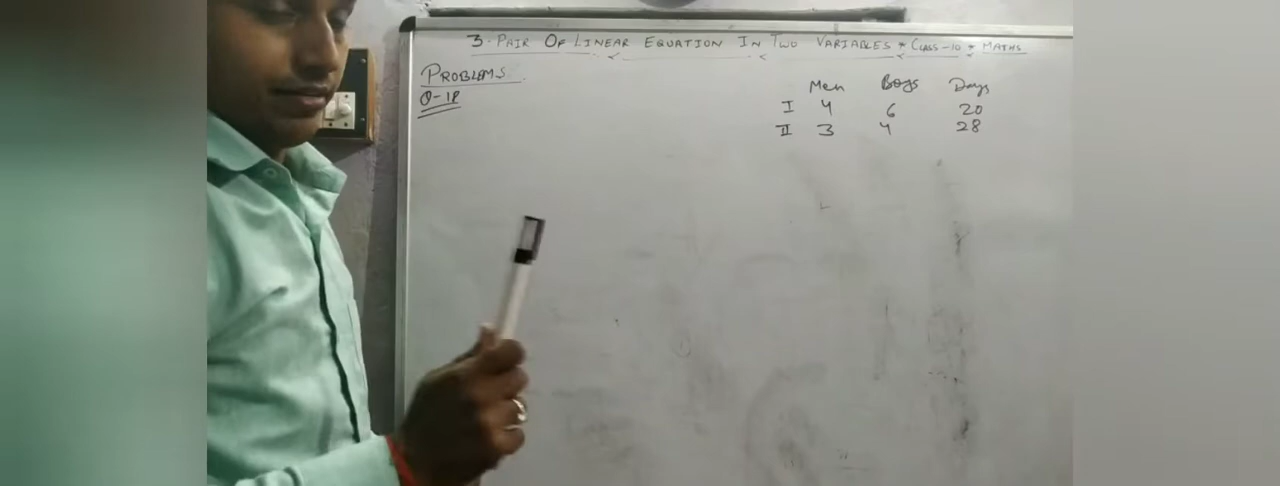 3. PAIR OF LINEAR EQUATION IN TWO VARIABLES * CLASS-10 * MATHS
PROBLEMS
Q-18
Men Boys Days
I 4 6 20
II 3 4 28